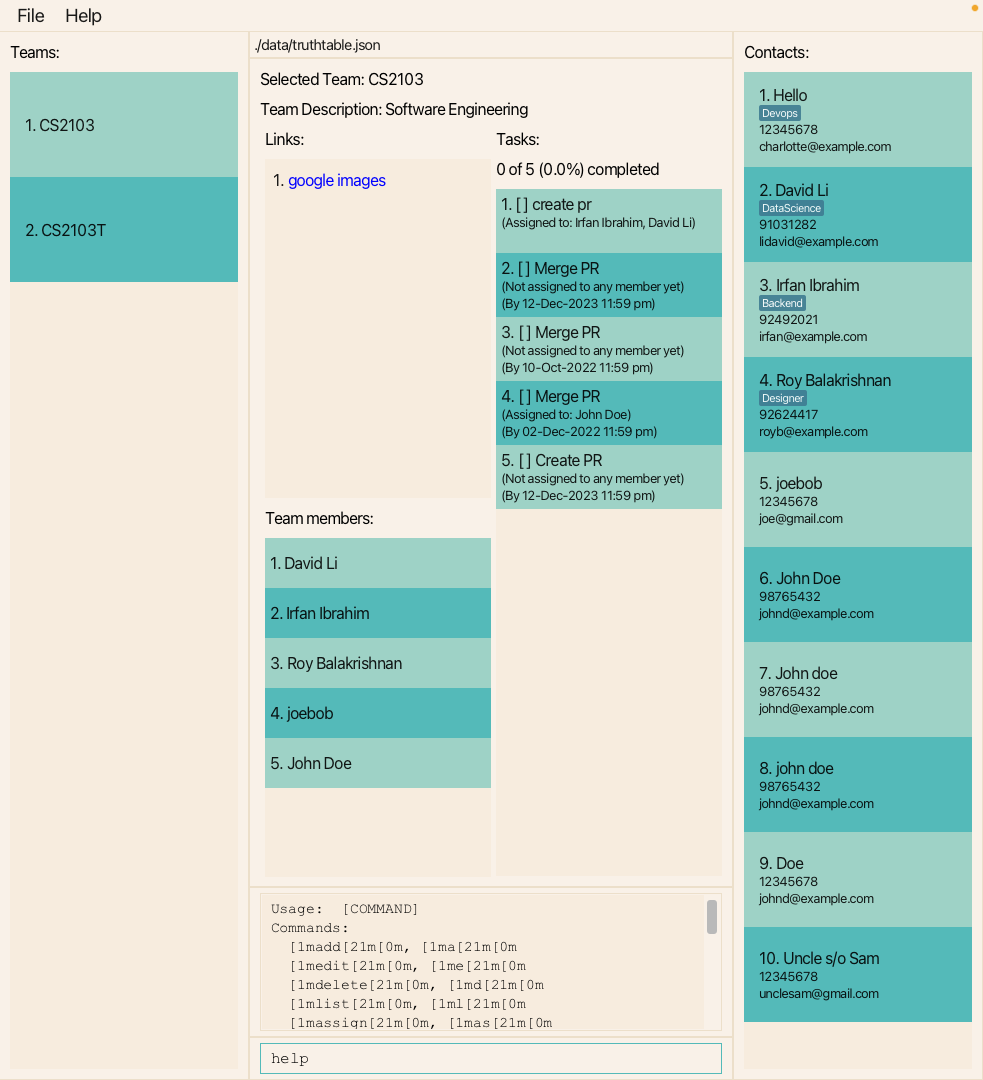 File Help
Teams:
1. CS2103
2. CS2103T
./data/truthtable.json
Selected Team: CS2103
Team Description: Software Engineering
Links:
1. google images
Team members:
1. David Li
2. Irfan Ibrahim
3. Roy Balakrishnan
4. joebob
5. John Doe
Tasks:
0 of 5 (0.0%) completed
1. [ ] create pr
(Assigned to: Irfan Ibrahim, David Li)
2. [ ] Merge PR
(Not assigned to any member yet)
(By 12-Dec-2023 11:59 pm)
3. [ ] Merge PR
(Not assigned to any member yet)
(By 10-Oct-2022 11:59 pm)
4. [ ] Merge PR
(Assigned to: John Doe)
(By 02-Dec-2022 11:59 pm)
5. [ ] Create PR
(Not assigned to any member yet)
(By 12-Dec-2023 11:59 pm)
Usage:  [COMMAND]
Commands:
[1madd[21m[0m, [1ma[21m[0m
[1medit[21m[0m, [1me[21m[0m
[1mdelete[21m[0m, [1md[21m[0m
[1mlist[21m[0m, [1ml[21m[0m
[1massign[21m[0m, [1mas[21m[0m
help
Contacts:
1. Hello
Devops
12345678
charlotte@example.com
2. David Li
DataScience
91031282
lidavid@example.com
3. Irfan Ibrahim
Backend
92492021
irfan@example.com
4. Roy Balakrishnan
Designer
92624417
royb@example.com
5. joebob
12345678
joe@gmail.com
6. John Doe
98765432
johnd@example.com
7. John doe
98765432
johnd@example.com
8. john doe
98765432
johnd@example.com
9. Doe
12345678
johnd@example.com
10. Uncle s/o Sam
12345678
unclesam@gmail.com